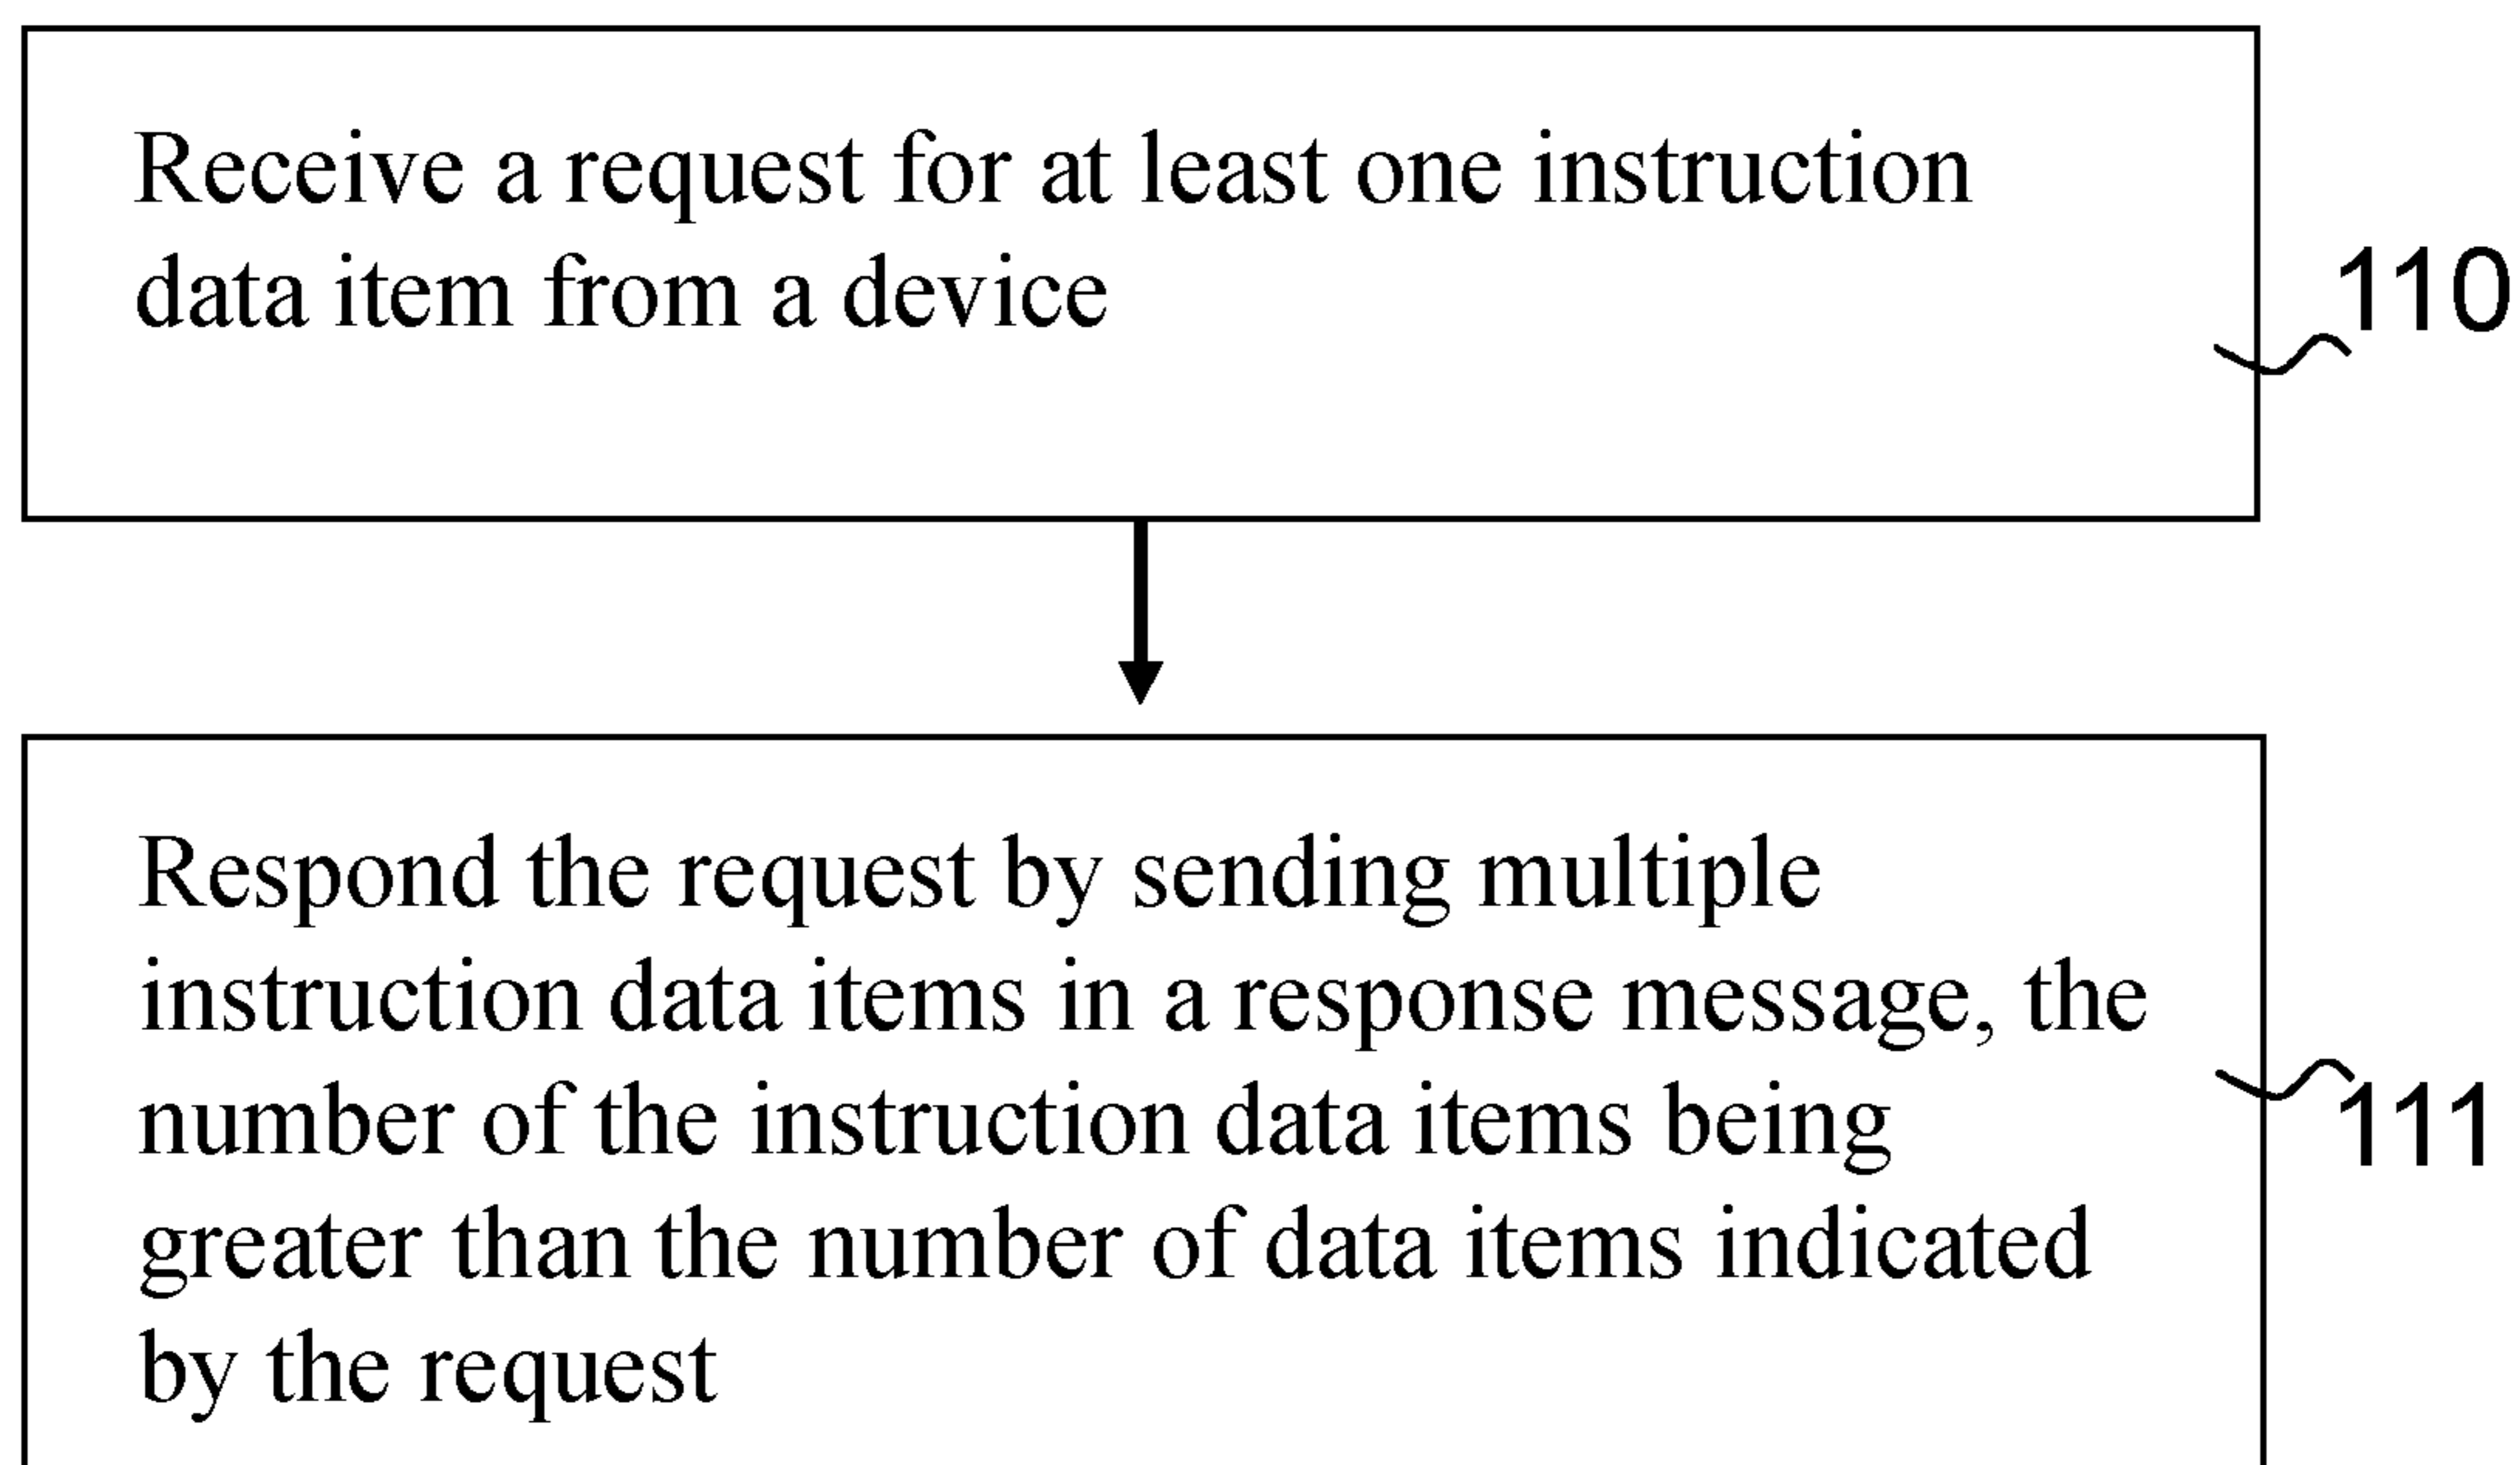 Receive a request for at least one instruction
data item from a device
110
Respond the request by sending multiple
instruction data items in a response message, the
number of the instruction data items being
greater than the number of data items indicated
by the request
111